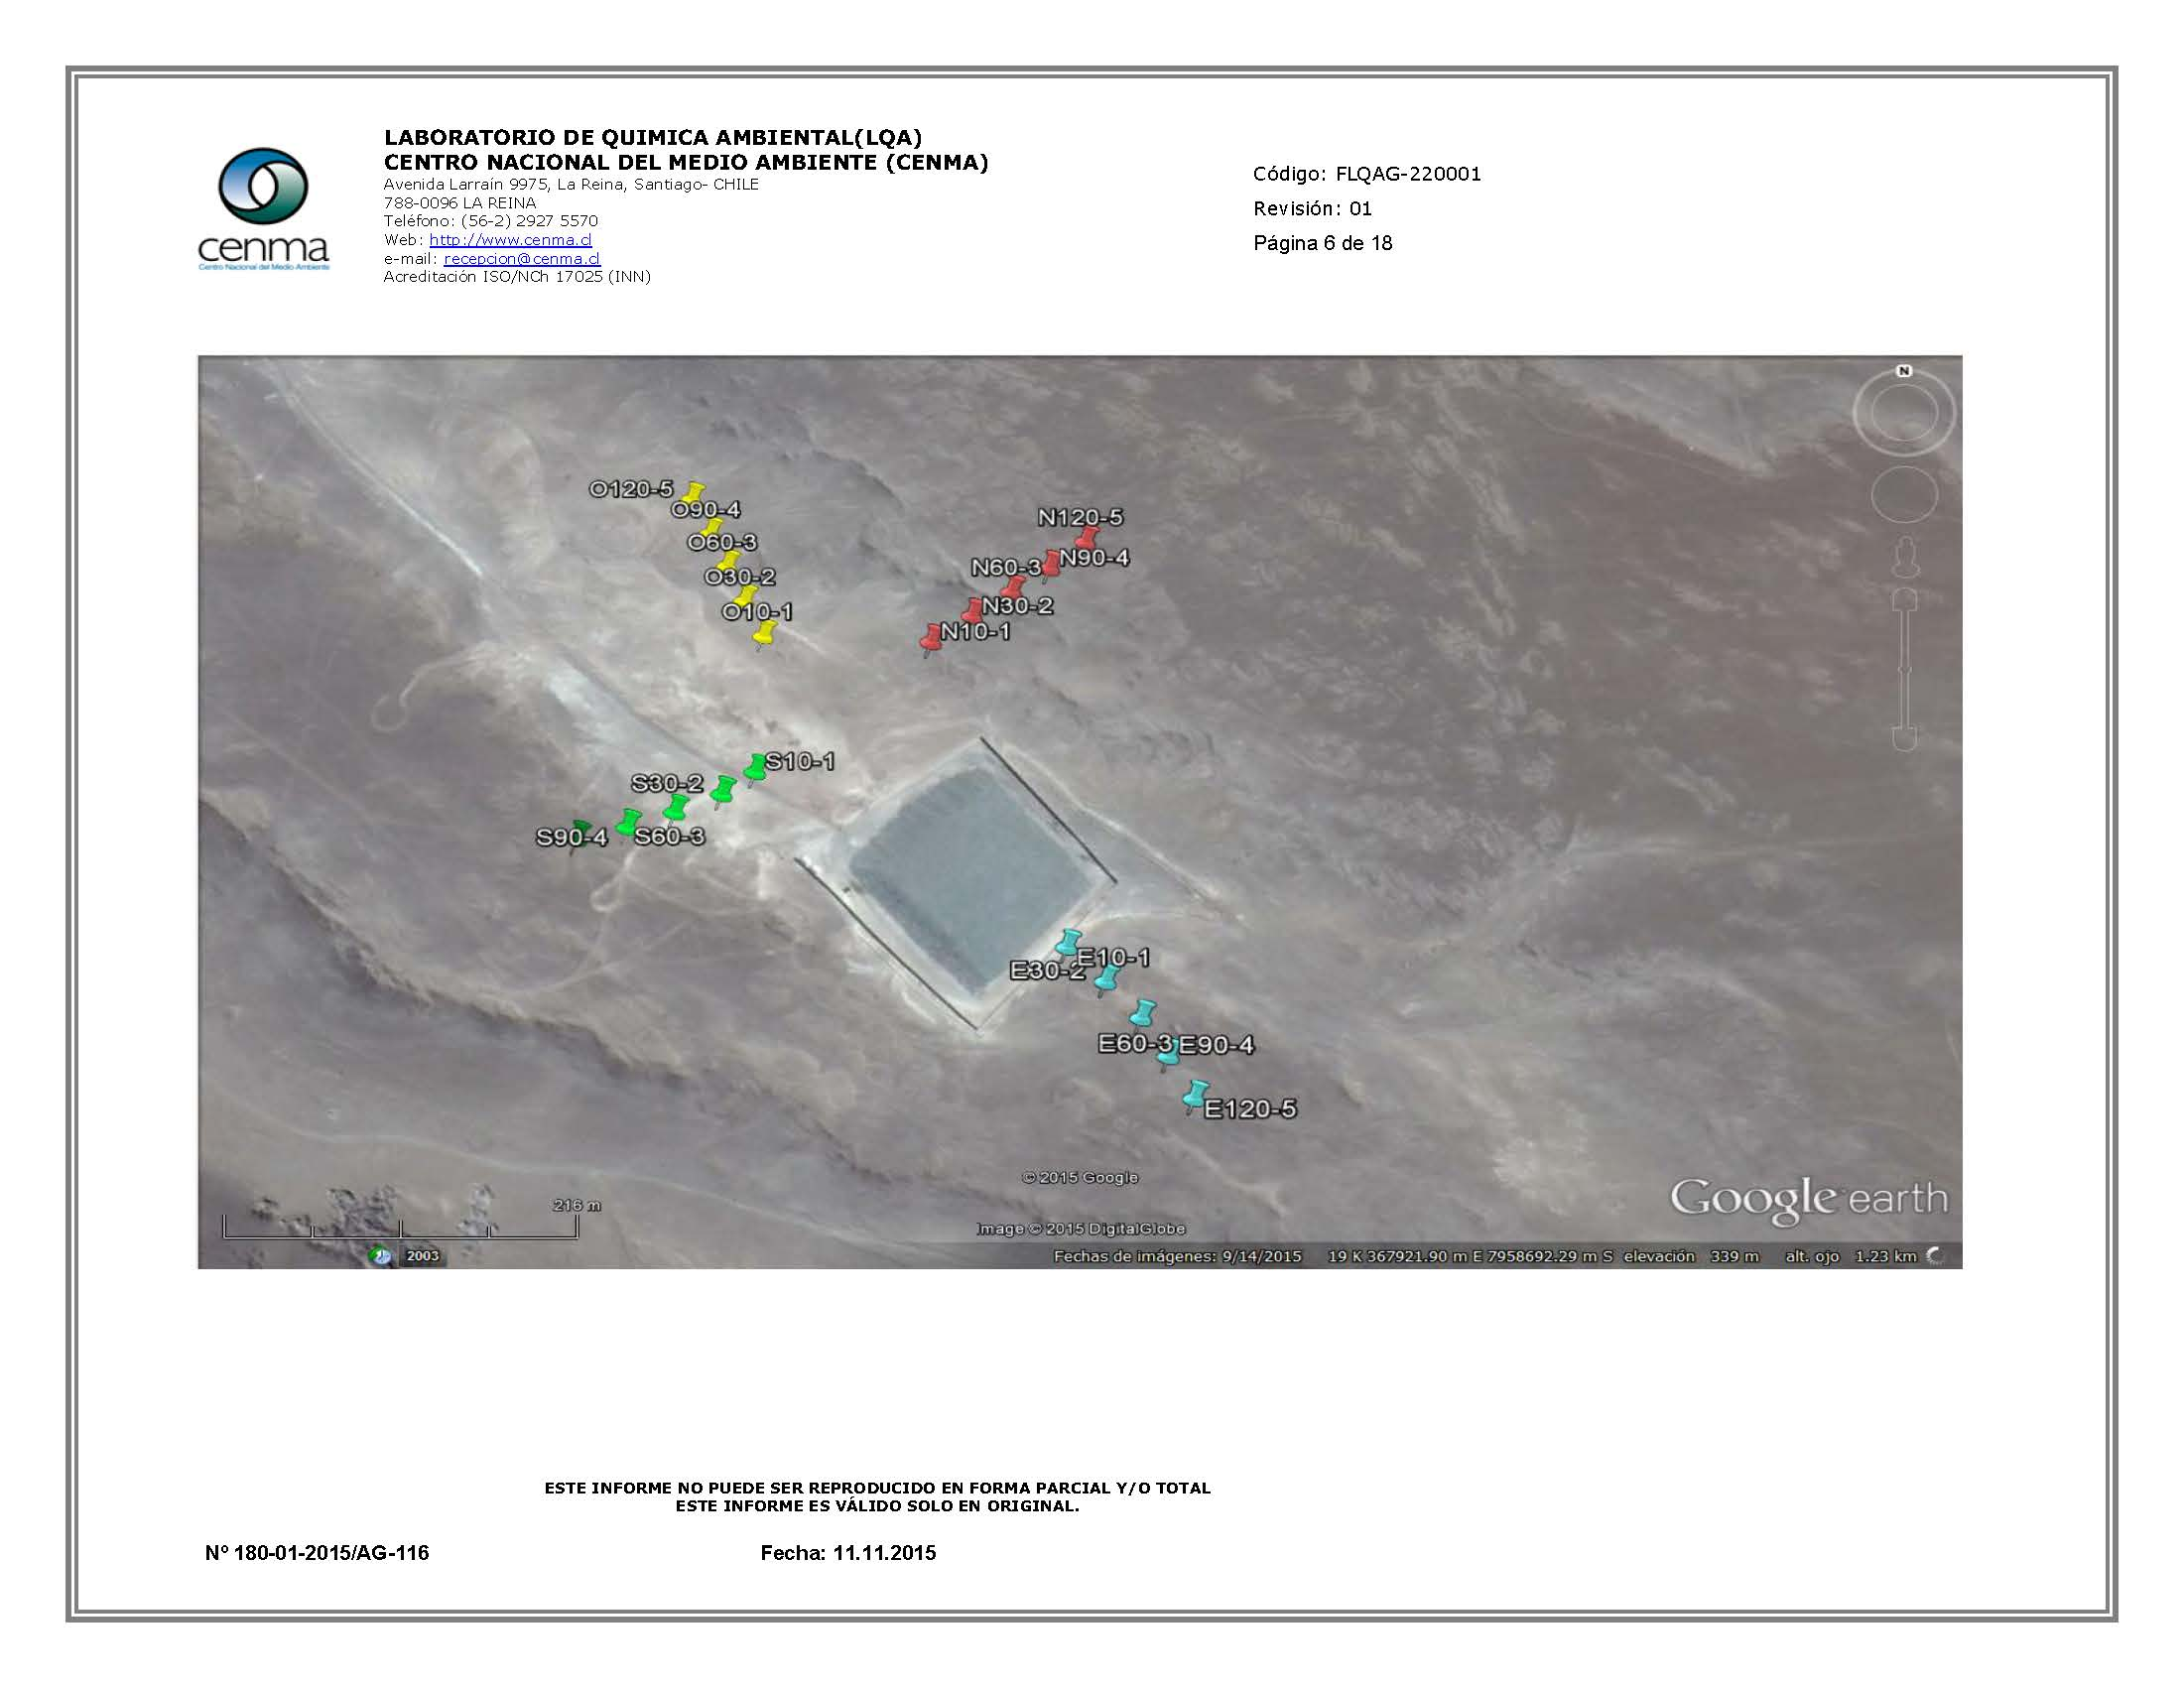 LABORATORIO DE QUIMICA AMBIENTAL(LQA)
CENTRO NACIONAL DEL MEDIO AMBIENTE (CENMA)
Avenida Larraín 9975, La Reina, Santiago- CHILE
788-0096 LA REINA
Teléfono: (56-2) 2927 5570
Web: http://www.cenma.cl
e-mail: recepcion@cenma.cl
Acreditación ISO/NCh 17025 (INN)
cenma
Centro Nacional del Medio Ambiente
Código: FLQAG-220001
Revisión: 01
Página 6 de 18
N
O120-5
O90-4
O60-3
O30-2
O10-1
N120-5
N90-4
N60-3
N30-2
N10-1
S10-1
S30-2
S60-3
S90-4
E10-1
E30-2
E60-3
E90-4
E120-5
© 2015 Google
Image © 2015 DigitalGlobe
Google earth
216 m
2003
Fechas de imágenes: 9/14/2015 19 K 367921.90 m E 7958692.29 m S elevación 339 m alt. ojo 1.23 km
ESTE INFORME NO PUEDE SER REPRODUCIDO EN FORMA PARCIAL Y/O TOTAL
ESTE INFORME ES VÁLIDO SOLO EN ORIGINAL.
Nº 180-01-2015/AG-116
Fecha: 11.11.2015